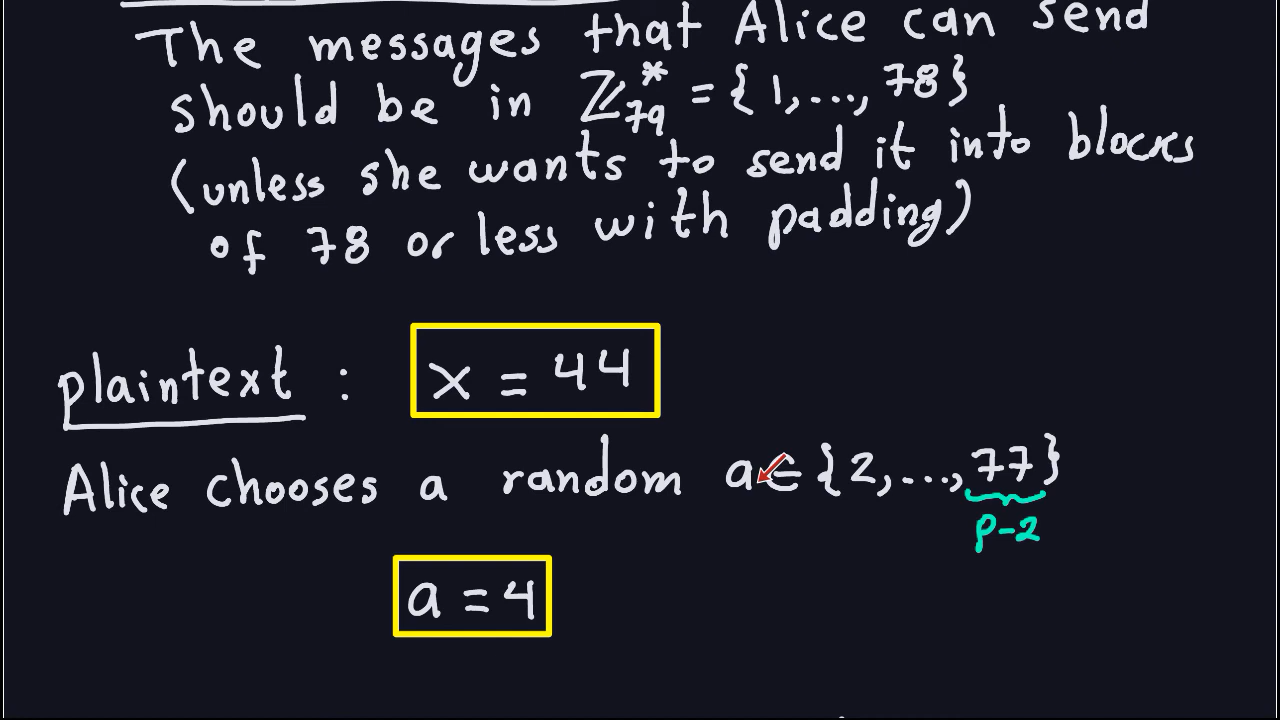 The messages that Alice can send
should be in ℤ*₇₉ = {1,...,78}
(unless she wants to send it into blocks
of 78 or less with padding)
plaintext : x = 44
Alice chooses a random a ∈ {2,...,77}
p-2
a = 4